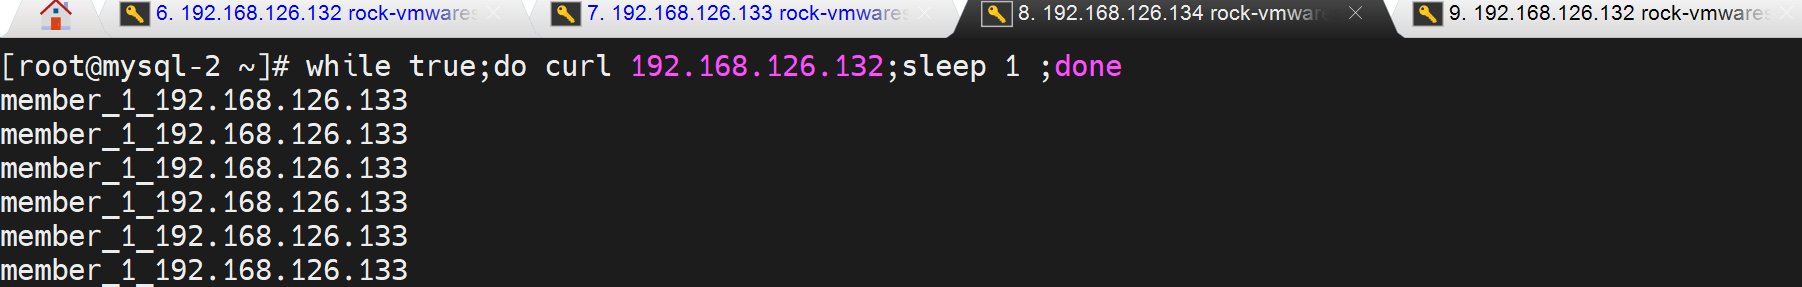 6. 192.168.126.132 rock-vmwares
7. 192.168.126.133 rock-vmwares
8. 192.168.126.134 rock-vmware
9. 192.168.126.132 rock-vmwares
[root@mysql-2 ~]# while true;do curl 192.168.126.132;sleep 1 ;done
member_1_192.168.126.133
member_1_192.168.126.133
member_1_192.168.126.133
member_1_192.168.126.133
member_1_192.168.126.133
member_1_192.168.126.133